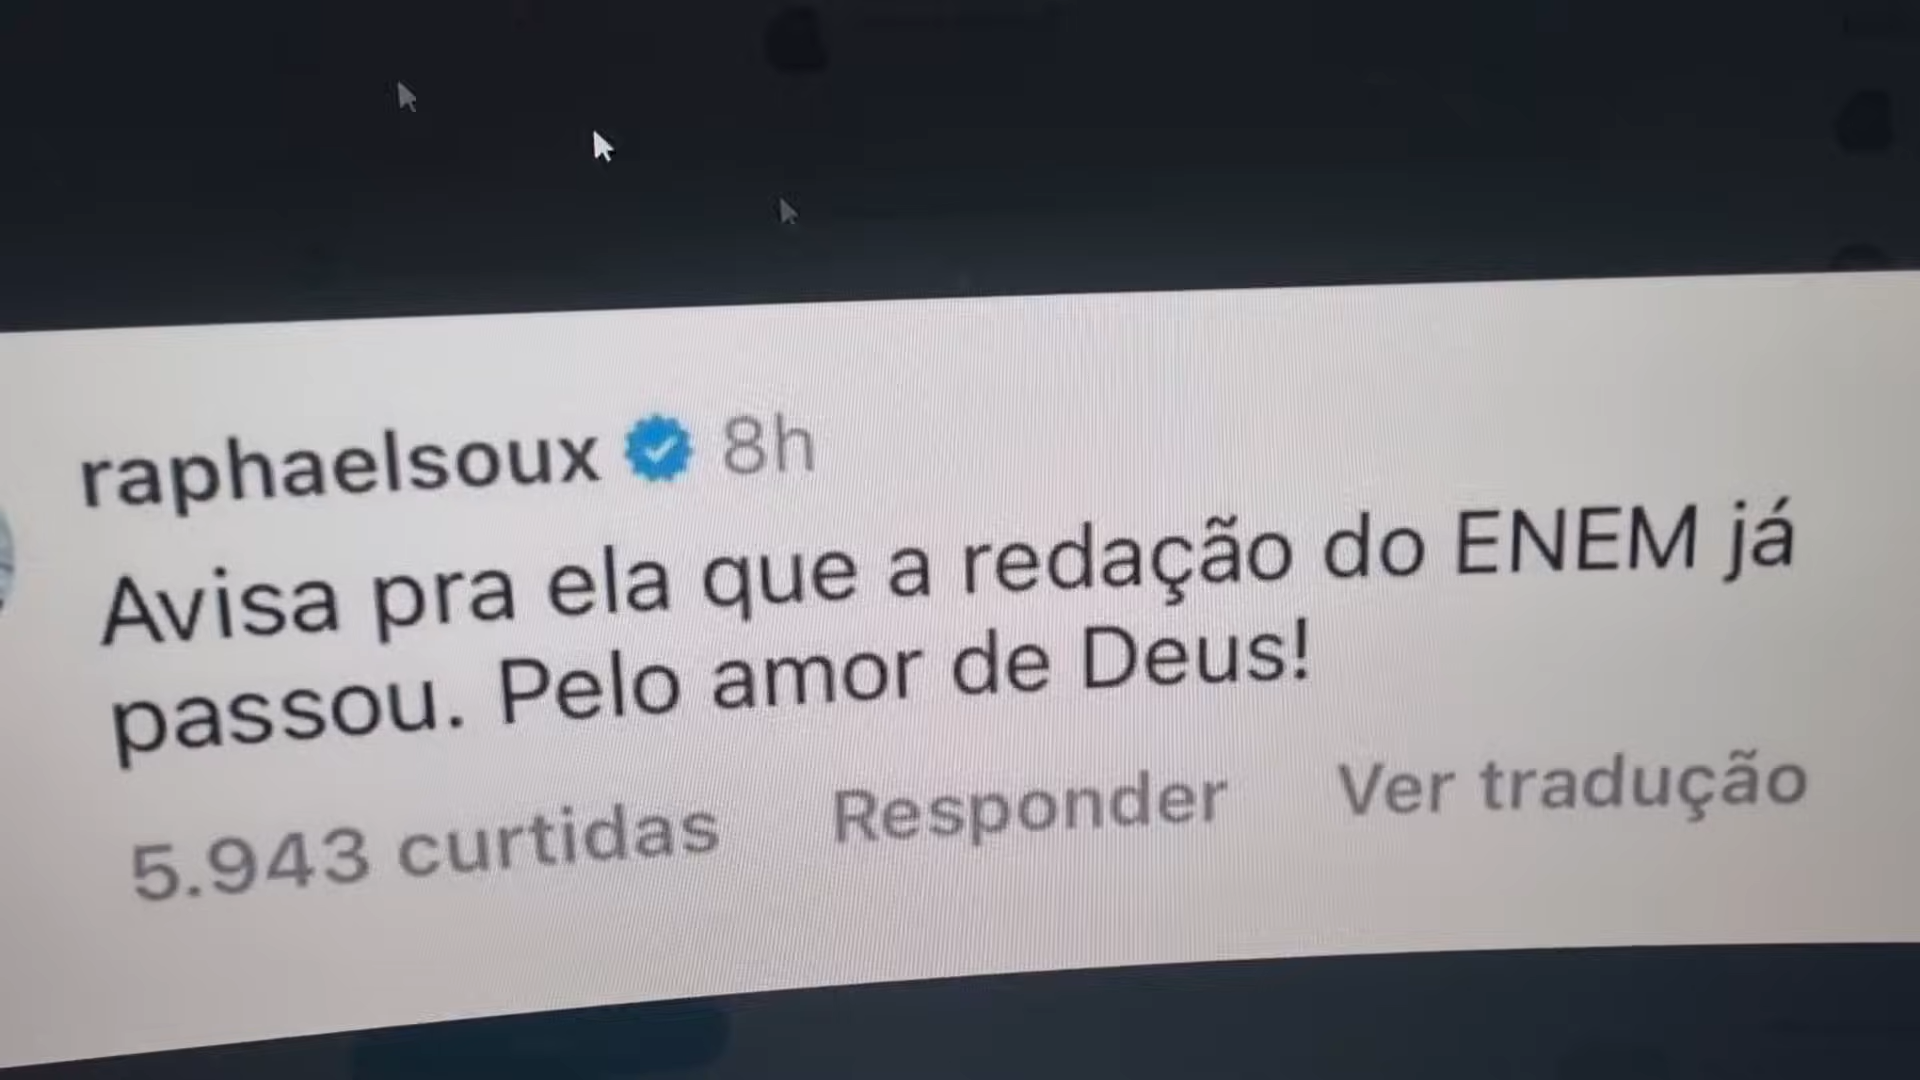 raphaelsoux 8h
Avisa pra ela que a redação do ENEM já
passou. Pelo amor de Deus!
5.943 curtidas Responder Ver tradução